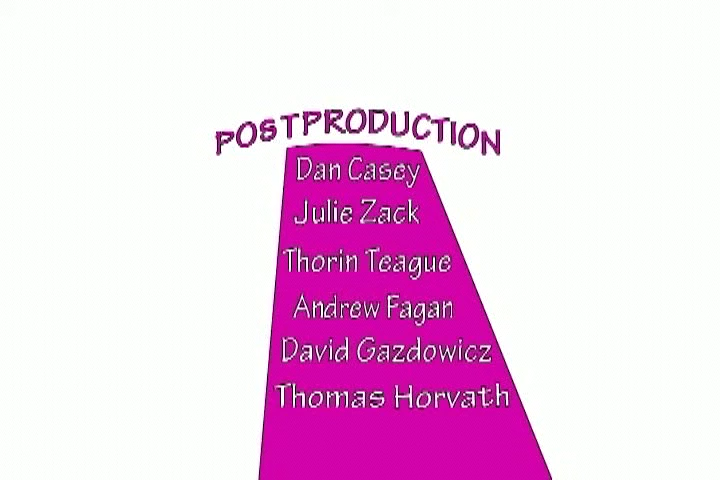 POSTPRODUCTION
Dan Casey
Julie Zack
Thorin Teague
Andrew Fagan
David Gazdowicz
Thomas Horvath